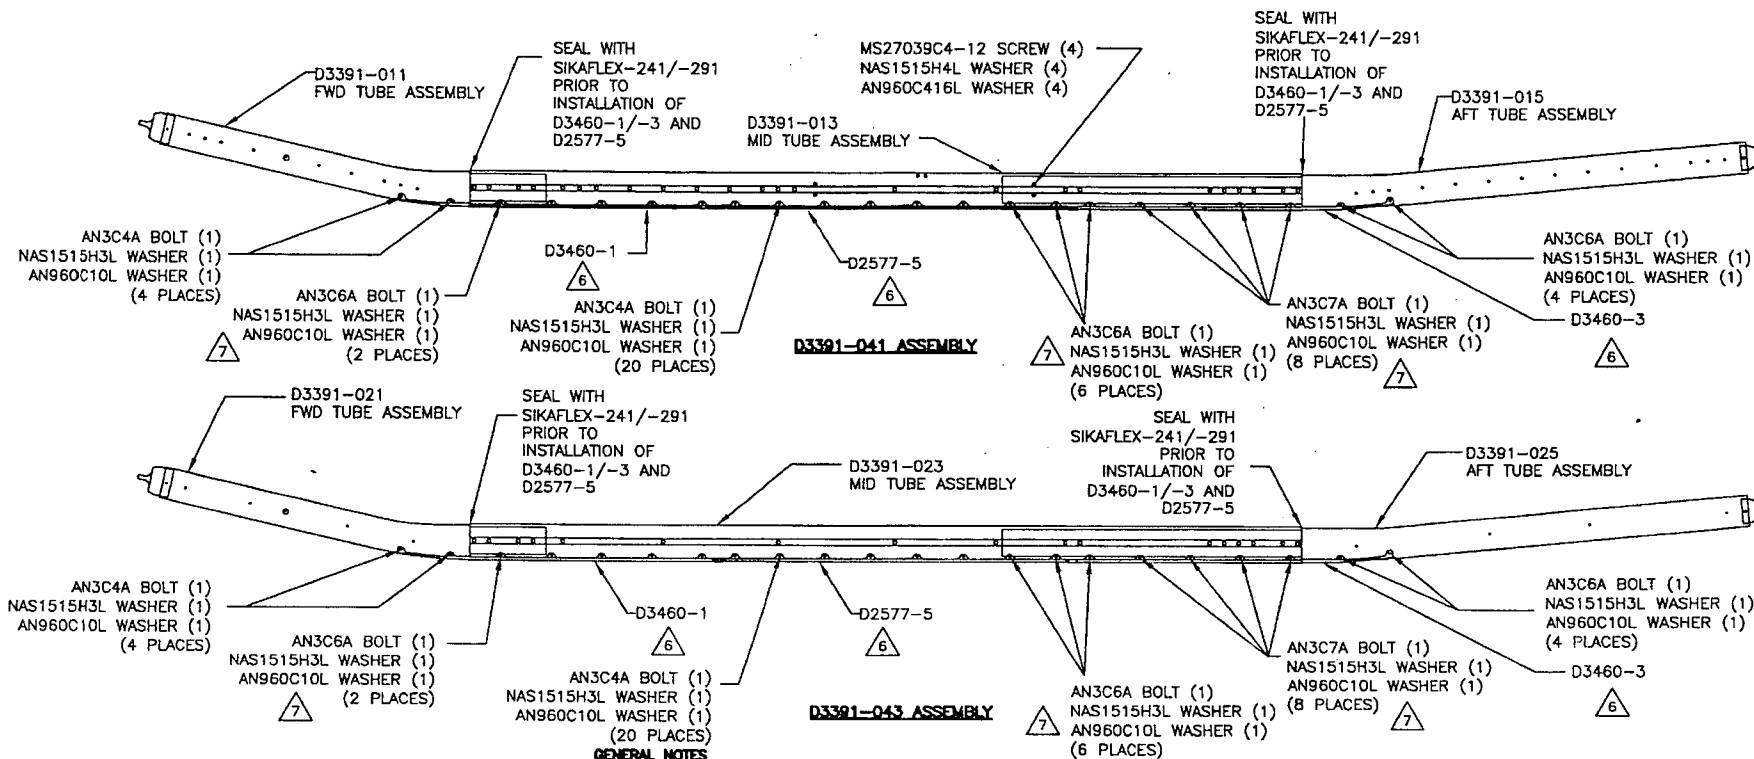 D3391-011
FWD TUBE ASSEMBLY
SEAL WITH
SIKAFLEX-241/-291
PRIOR TO
INSTALLATION OF
D3460-1/-3 AND
D2577-5
MS27039C4-12 SCREW (4)
NAS1515H4L WASHER (4)
AN960C416L WASHER (4)
D3391-013
MID TUBE ASSEMBLY
SEAL WITH
SIKAFLEX-241/-291
PRIOR TO
INSTALLATION OF
D3460-1/-3 AND
D2577-5
D3391-015
AFT TUBE ASSEMBLY
AN3C4A BOLT (1)
NAS1515H3L WASHER (1)
AN960C10L WASHER (1)
(4 PLACES)
AN3C6A BOLT (1)
NAS1515H3L WASHER (1)
AN960C10L WASHER (1)
(2 PLACES)
7
D3460-1
6
AN3C4A BOLT (1)
NAS1515H3L WASHER (1)
AN960C10L WASHER (1)
(20 PLACES)
D2577-5
6
D3391-041 ASSEMBLY
7
AN3C6A BOLT (1)
NAS1515H3L WASHER (1)
AN960C10L WASHER (1)
(6 PLACES)
AN3C7A BOLT (1)
NAS1515H3L WASHER (1)
AN960C10L WASHER (1)
(8 PLACES)
7
AN3C6A BOLT (1)
NAS1515H3L WASHER (1)
AN960C10L WASHER (1)
(4 PLACES)
D3460-3
6
D3391-021
FWD TUBE ASSEMBLY
SEAL WITH
SIKAFLEX-241/-291
PRIOR TO
INSTALLATION OF
D3460-1/-3 AND
D2577-5
D3391-023
MID TUBE ASSEMBLY
SEAL WITH
SIKAFLEX-241/-291
PRIOR TO
INSTALLATION OF
D3460-1/-3 AND
D2577-5
D3391-025
AFT TUBE ASSEMBLY
AN3C4A BOLT (1)
NAS1515H3L WASHER (1)
AN960C10L WASHER (1)
(4 PLACES)
AN3C6A BOLT (1)
NAS1515H3L WASHER (1)
AN960C10L WASHER (1)
(2 PLACES)
7
D3460-1
6
AN3C4A BOLT (1)
NAS1515H3L WASHER (1)
AN960C10L WASHER (1)
(20 PLACES)
D2577-5
6
D3391-043 ASSEMBLY
7
AN3C6A BOLT (1)
NAS1515H3L WASHER (1)
AN960C10L WASHER (1)
(6 PLACES)
AN3C7A BOLT (1)
NAS1515H3L WASHER (1)
AN960C10L WASHER (1)
(8 PLACES)
7
AN3C6A BOLT (1)
NAS1515H3L WASHER (1)
AN960C10L WASHER (1)
(4 PLACES)
D3460-3
6
GENERAL NOTES